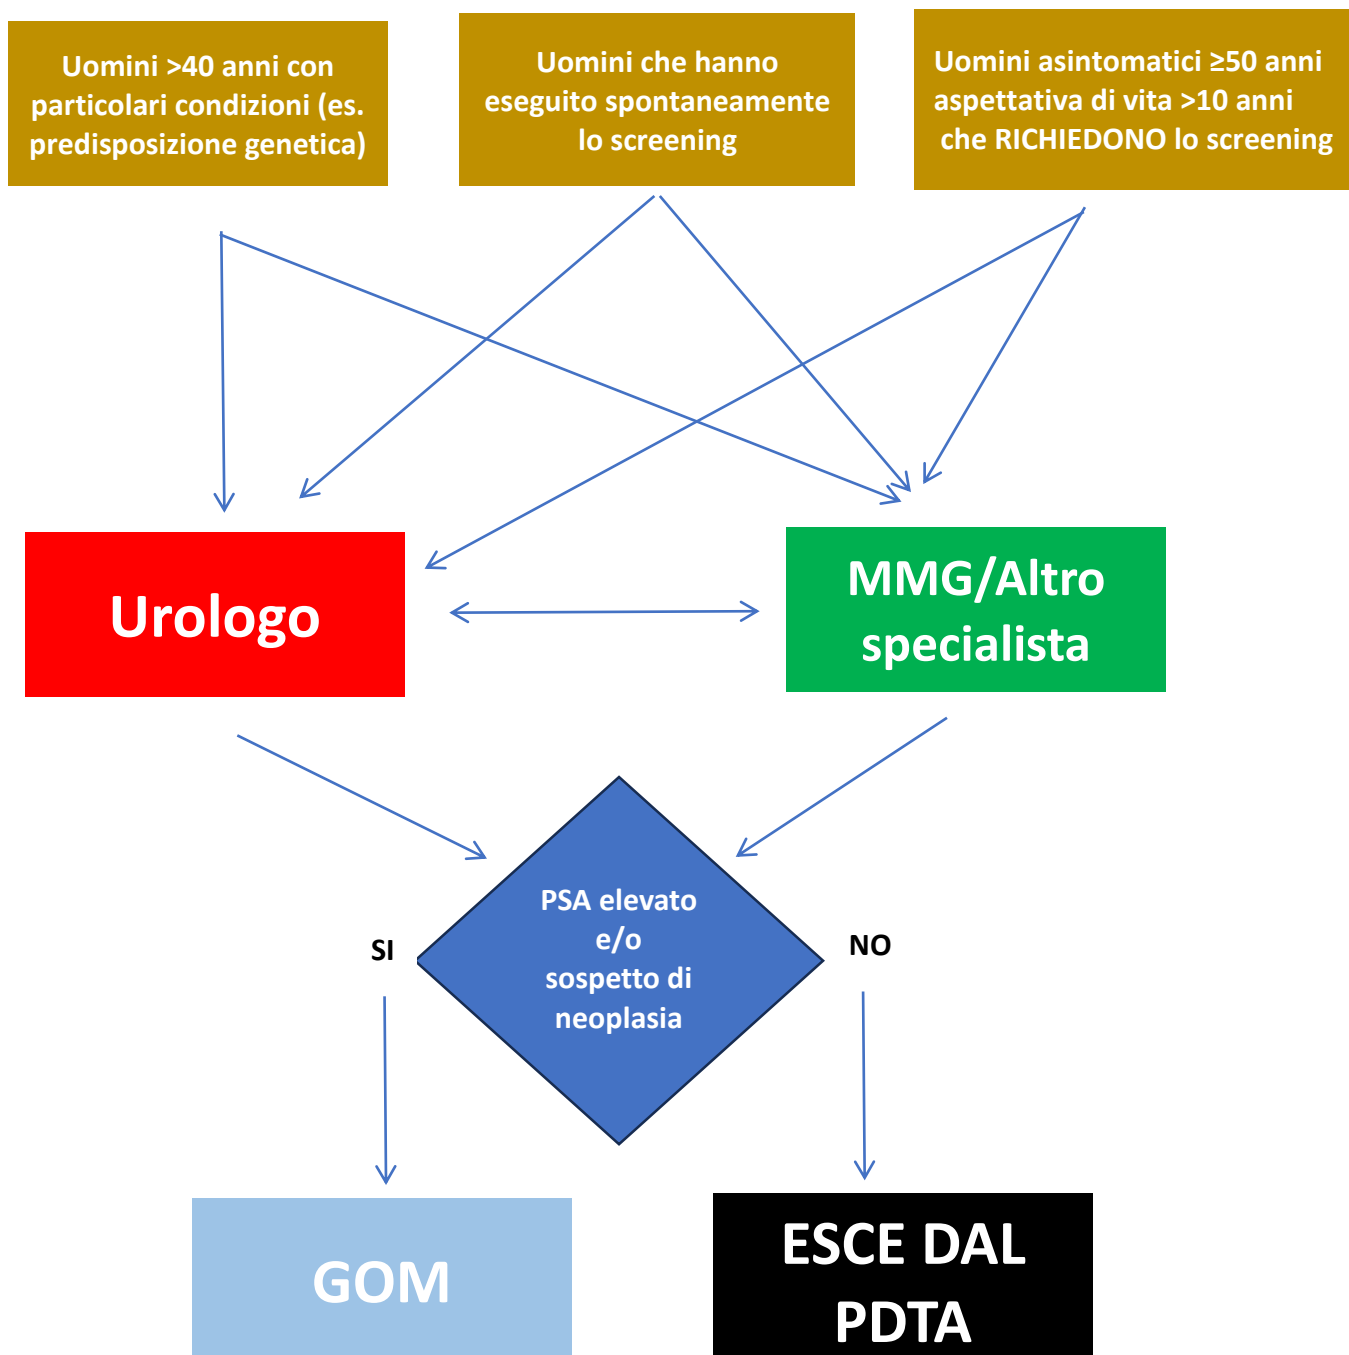 Uomini >40 anni con
particolari condizioni (es.
predisposizione genetica)
Uomini che hanno
eseguito spontaneamente
lo screening
Uomini asintomatici ≥50 anni
aspettativa di vita >10 anni
che RICHIEDONO lo screening
Urologo
MMG/Altro
specialista
PSA elevato
e/o
sospetto di
neoplasia
SI
NO
GOM
ESCE DAL
PDTA